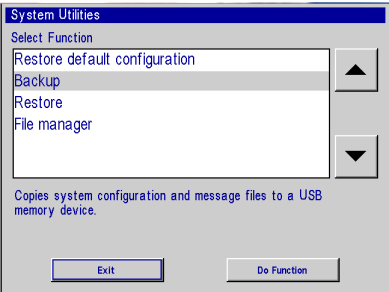 System Utilities
Select Function
Restore default configuration
Backup
Restore
File manager
Copies system configuration and message files to a USB
memory device.
Exit
Do Function